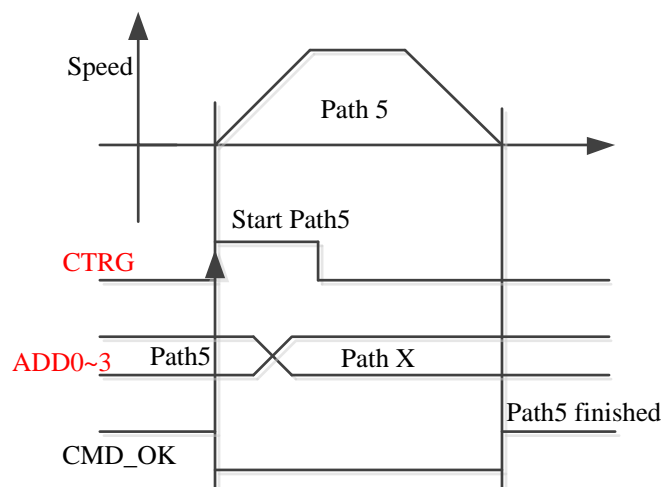 Speed
Path 5
Start Path5
CTRG
ADD0~3
Path5
Path X
Path5 finished
CMD_OK